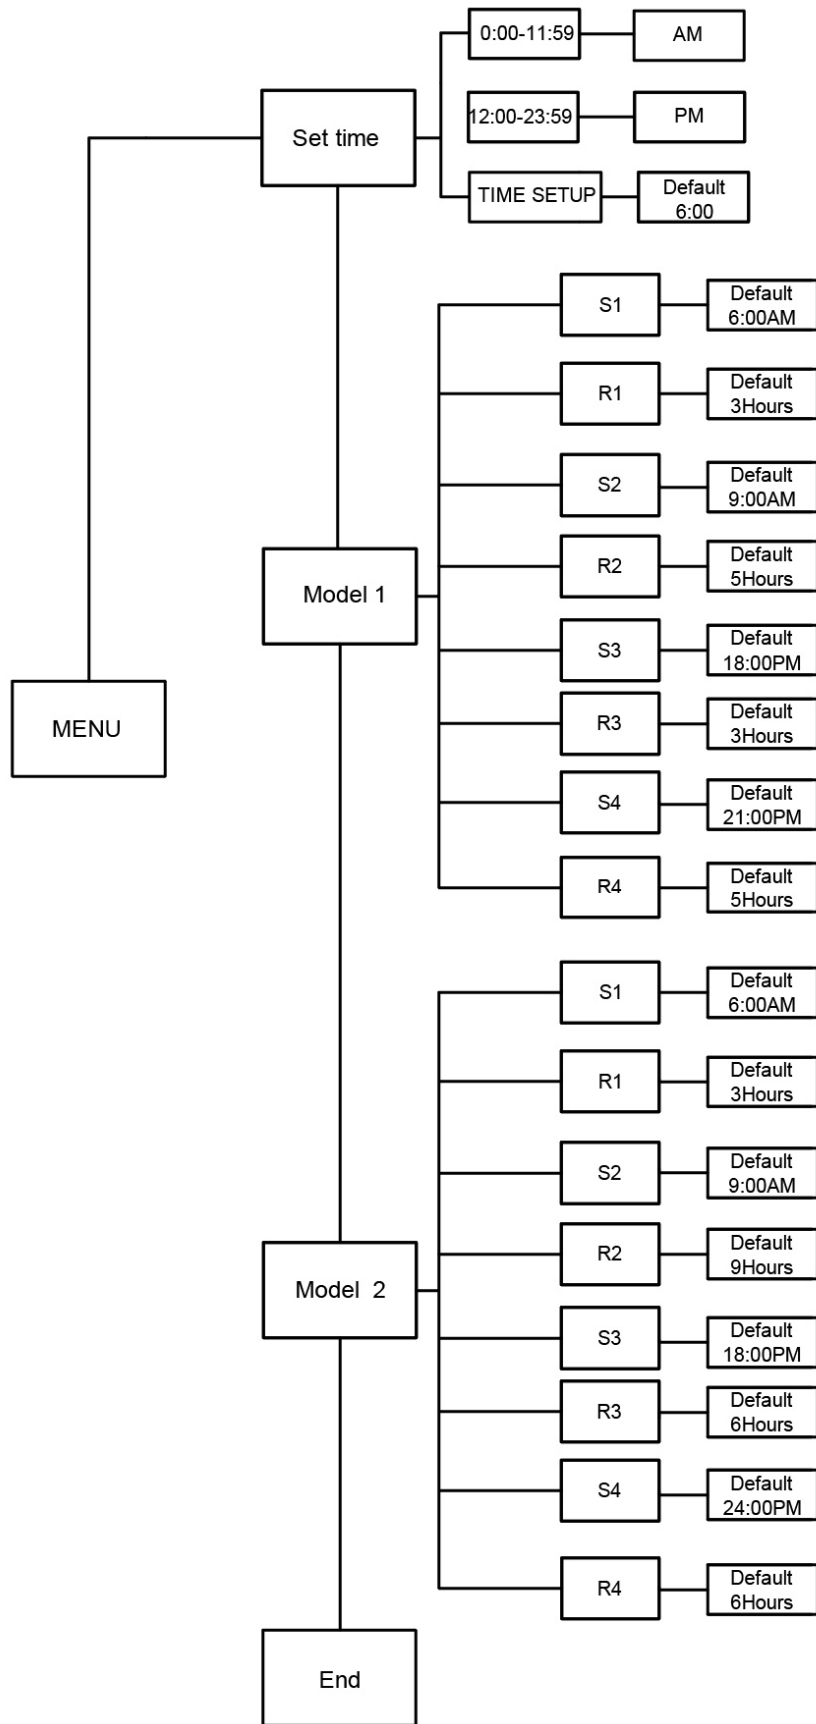 0:00-11:59
AM
Set time
12:00-23:59
PM
TIME SETUP
Default
6:00
S1
Default
6:00AM
R1
Default
3Hours
S2
Default
9:00AM
Model 1
R2
Default
5Hours
S3
Default
18:00PM
MENU
R3
Default
3Hours
S4
Default
21:00PM
R4
Default
5Hours
S1
Default
6:00AM
R1
Default
3Hours
S2
Default
9:00AM
Model 2
R2
Default
9Hours
S3
Default
18:00PM
R3
Default
6Hours
S4
Default
24:00PM
R4
Default
6Hours
End